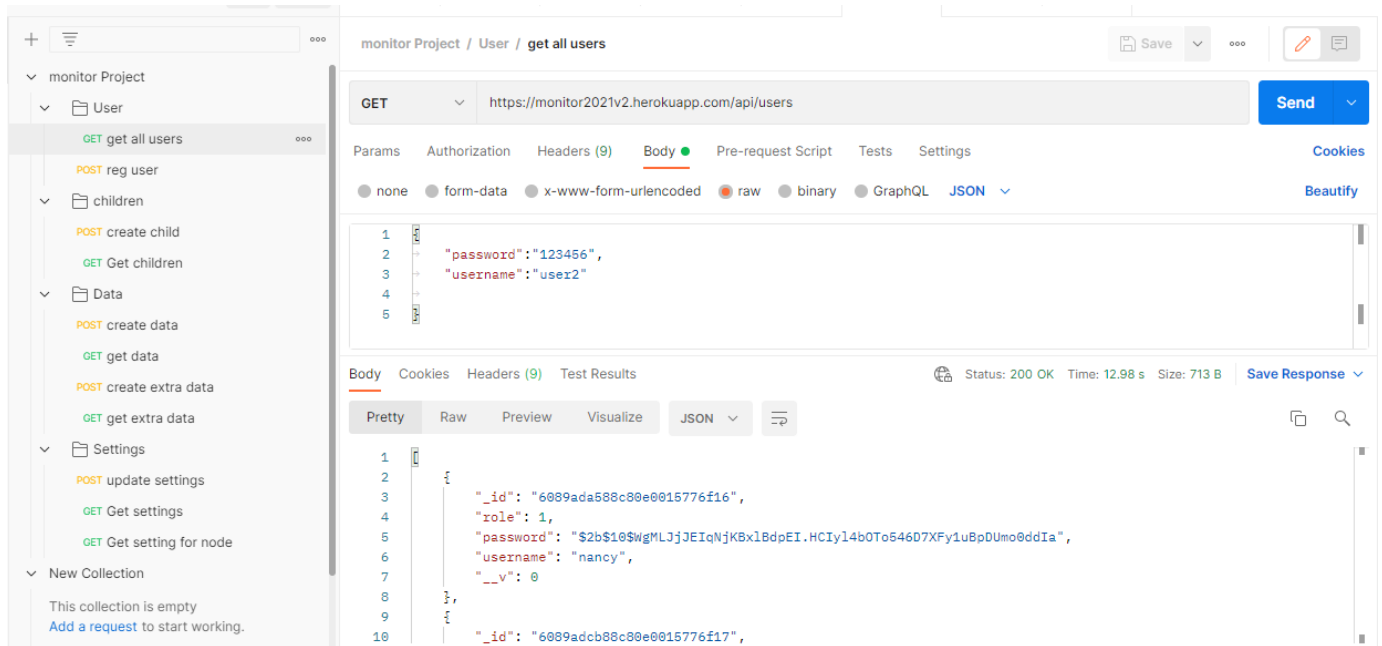 monitor Project / User / get all users
Save
monitor Project
User
GET get all users
POST reg user
children
POST create child
GET Get children
Data
POST create data
GET get data
POST create extra data
GET get extra data
Settings
POST update settings
GET Get settings
GET Get setting for node
New Collection
This collection is empty
Add a request to start working.
GET https://monitor2021v2.herokuapp.com/api/users Send
Params Authorization Headers (9) Body Pre-request Script Tests Settings Cookies
none form-data x-www-form-urlencoded raw binary GraphQL JSON Beautify
1 {
2 "password":"123456",
3 "username":"user2"
4
5 }
Body Cookies Headers (9) Test Results Status: 200 OK Time: 12.98 s Size: 713 B Save Response
Pretty Raw Preview Visualize JSON
1 [
2 {
3 "_id": "6089ada588c80e0015776f16",
4 "role": 1,
5 "password": "$2b$10$WgMLJjJEIqNjKBxlBdpEI.HCIyl4bOTo546D7XFy1uBpDUmo0ddIa",
6 "username": "nancy",
7 "__v": 0
8 },
9 {
10 "_id": "6089adcb88c80e0015776f17",